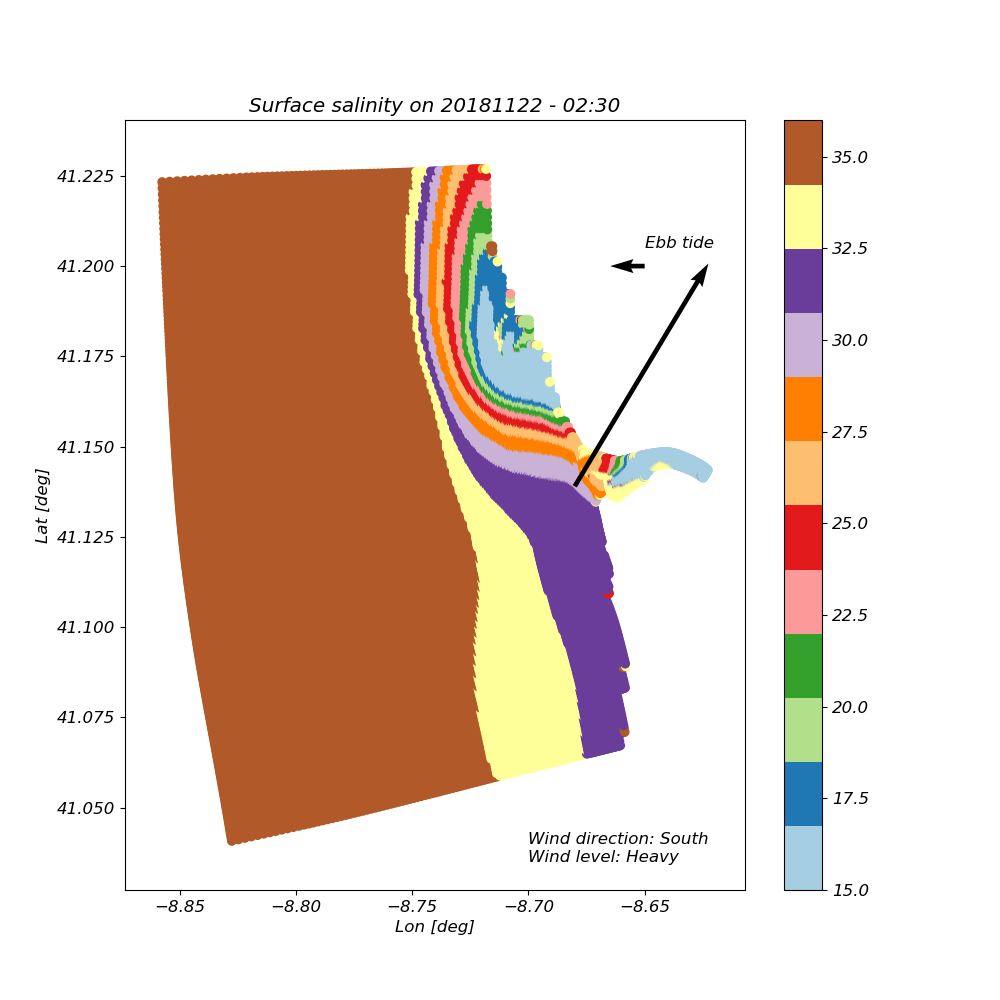 Surface salinity on 20181122 - 02:30
41.225
41.200
41.175
41.150
41.125
41.100
41.075
41.050
Lat [deg]
Ebb tide
Wind direction: South
Wind level: Heavy
−8.85 −8.80 −8.75 −8.70 −8.65
Lon [deg]
35.0
32.5
30.0
27.5
25.0
22.5
20.0
17.5
15.0